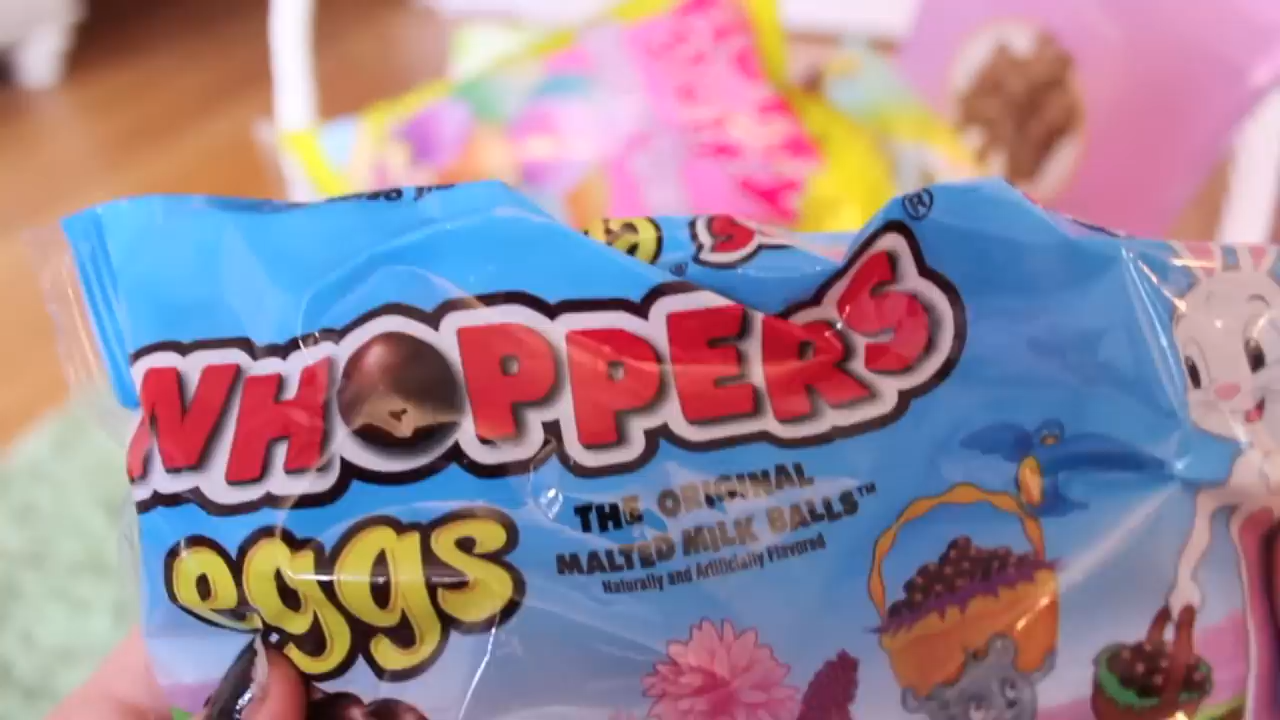 WHOPPERS®
eggs
THE ORIGINAL
MALTED MILK BALLS™
Naturally and Artificially Flavored